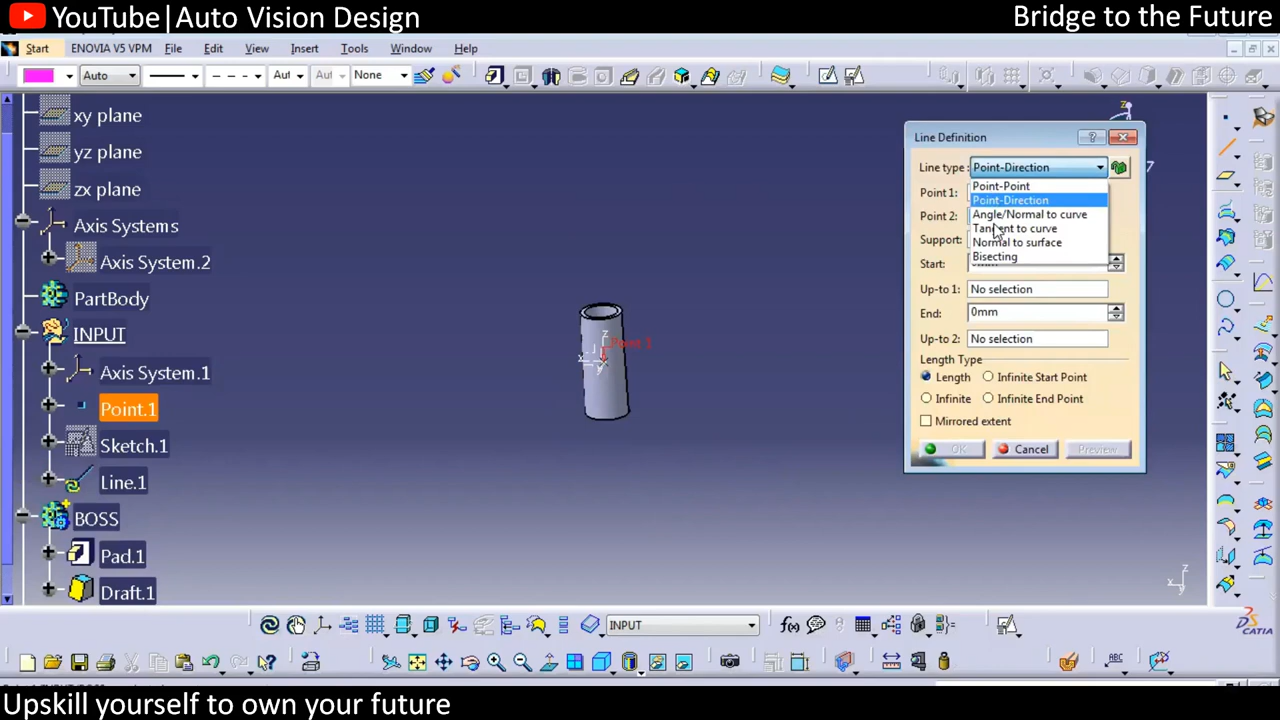 YouTube|Auto Vision Design
Bridge to the Future
Start ENOVIA V5 VPM File Edit View Insert Tools Window Help
Auto Aut Aut None
xy plane
yz plane
zx plane
Axis Systems
Axis System.2
PartBody
INPUT
Axis System.1
Point.1
Sketch.1
Line.1
BOSS
Pad.1
Draft.1
z
x
y
Line Definition
Line type : Point-Direction
Point-Point
Point-Direction
Angle/Normal to curve
Tangent to curve
Normal to surface
Bisecting
Point 1:
Point 2:
Support:
Start:
Up-to 1: No selection
End: 0mm
Up-to 2: No selection
Length Type
Length Infinite Start Point
Infinite Infinite End Point
Mirrored extent
OK Cancel Preview
z
x
y
INPUT
f(x)
ABC
CATIA
Upskill yourself to own your future